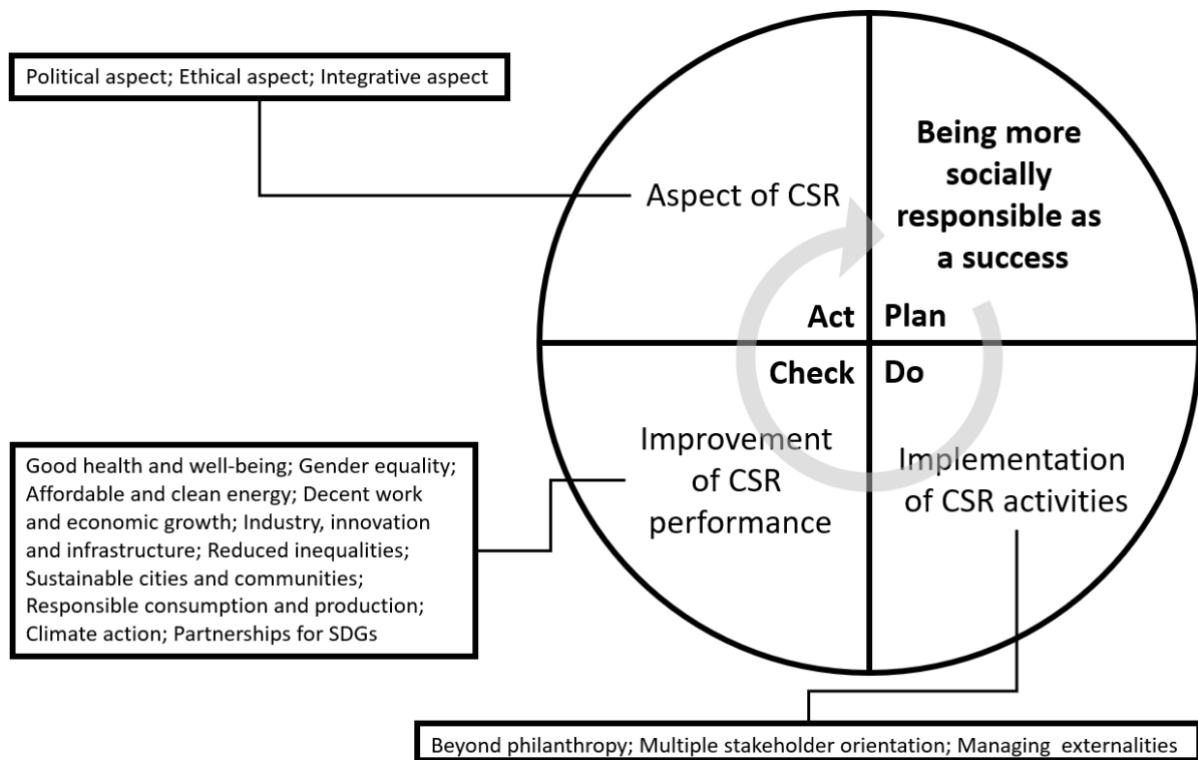 Political aspect; Ethical aspect; Integrative aspect
Being more
socially
responsible as
a success
Aspect of CSR
Act
Plan
Check
Do
Improvement
of CSR
performance
Implementation
of CSR activities
Good health and well-being; Gender equality;
Affordable and clean energy; Decent work
and economic growth; Industry, innovation
and infrastructure; Reduced inequalities;
Sustainable cities and communities;
Responsible consumption and production;
Climate action; Partnerships for SDGs
Beyond philanthropy; Multiple stakeholder orientation; Managing externalities